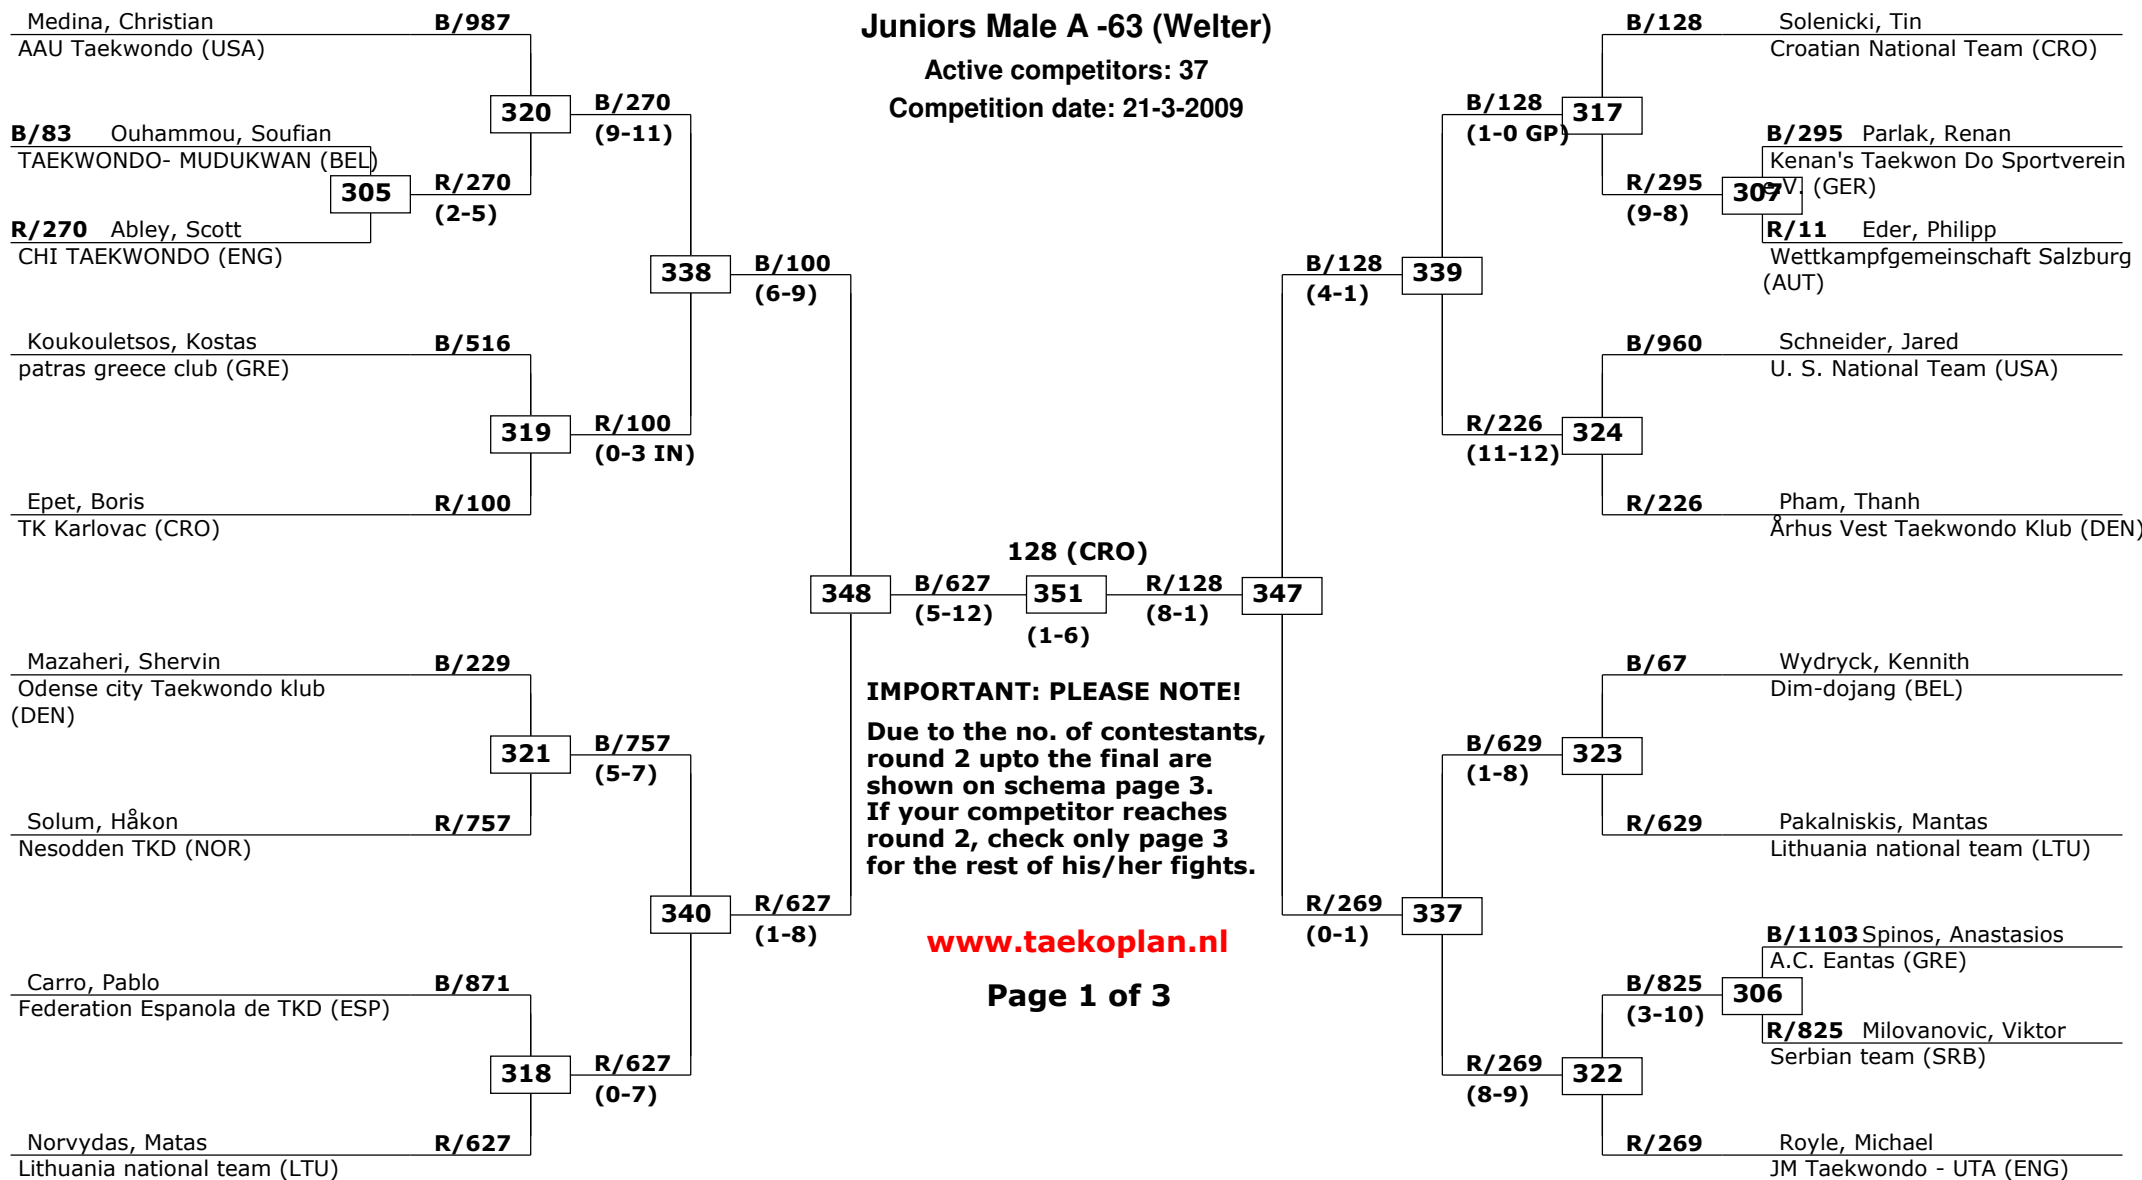 Juniors Male A -63 (Welter)
Active competitors: 37
Competition date: 21-3-2009
Medina, Christian B/987
AAU Taekwondo (USA)
320
B/270
(9-11)
B/83 Ouhammou, Soufian
TAEKWONDO- MUDUKWAN (BEL)
305
R/270
(2-5)
R/270 Abley, Scott
CHI TAEKWONDO (ENG)
338
B/100
(6-9)
Koukouletsos, Kostas B/516
patras greece club (GRE)
319
R/100
(0-3 IN)
Epet, Boris R/100
TK Karlovac (CRO)
348
B/627
(5-12)
128 (CRO)
351
(1-6)
R/128
(8-1)
347
Mazaheri, Shervin B/229
Odense city Taekwondo klub
(DEN)
321
B/757
(5-7)
Solum, Håkon R/757
Nesodden TKD (NOR)
340
R/627
(1-8)
Carro, Pablo B/871
Federation Espanola de TKD (ESP)
318
R/627
(0-7)
Norvydas, Matas R/627
Lithuania national team (LTU)
IMPORTANT: PLEASE NOTE!
Due to the no. of contestants,
round 2 upto the final are
shown on schema page 3.
If your competitor reaches
round 2, check only page 3
for the rest of his/her fights.
www.taekoplan.nl
Page 1 of 3
B/128 Solenicki, Tin
Croatian National Team (CRO)
B/128
(1-0 GP)
317
B/295 Parlak, Renan
Kenan's Taekwon Do Sportverein
e.V. (GER)
R/295
(9-8)
307
R/11 Eder, Philipp
Wettkampfgemeinschaft Salzburg
(AUT)
B/128
(4-1)
339
B/960 Schneider, Jared
U. S. National Team (USA)
R/226
(11-12)
324
R/226 Pham, Thanh
Århus Vest Taekwondo Klub (DEN)
B/67 Wydryck, Kennith
Dim-dojang (BEL)
B/629
(1-8)
323
R/629 Pakalniskis, Mantas
Lithuania national team (LTU)
R/269
(0-1)
337
B/1103 Spinos, Anastasios
A.C. Eantas (GRE)
B/825
(3-10)
306
R/825 Milovanovic, Viktor
Serbian team (SRB)
R/269
(8-9)
322
R/269 Royle, Michael
JM Taekwondo - UTA (ENG)